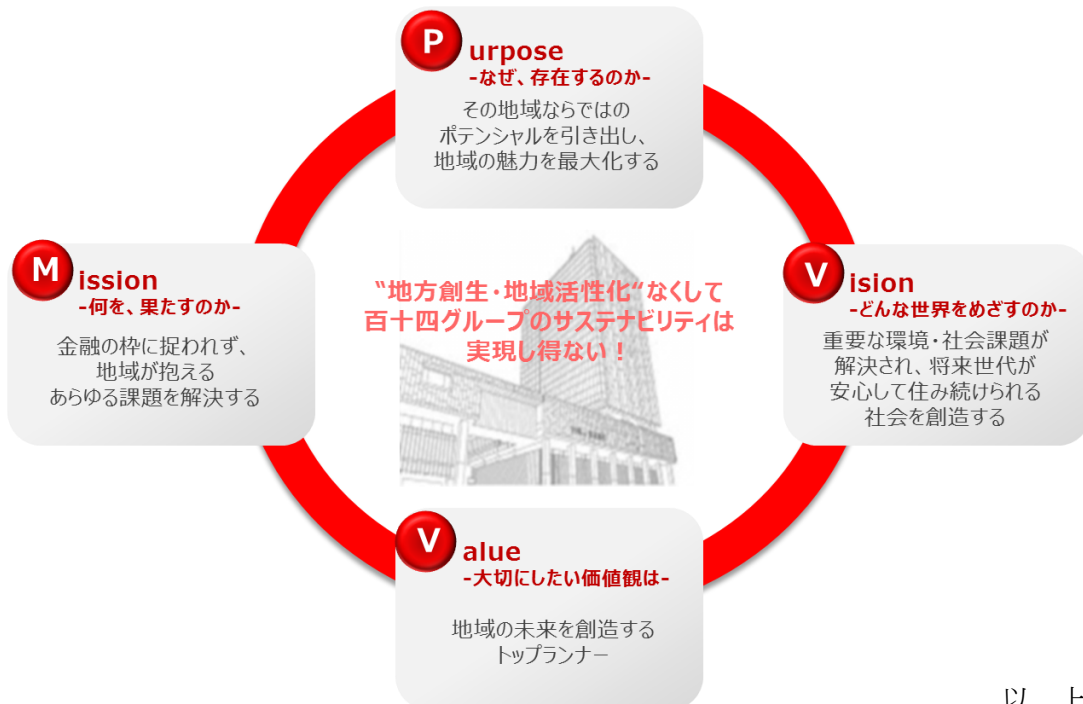 Purpose
-なぜ、存在するのか-
その地域ならではの
ポテンシャルを引き出し、
地域の魅力を最大化する
Mission
-何を、果たすのか-
金融の枠に捉われず、
地域が抱える
あらゆる課題を解決する
〝地方創生・地域活性化“なくして
百十四グループのサステナビリティは
実現し得ない！
Vision
-どんな世界をめざすのか-
重要な環境・社会課題が
解決され、将来世代が
安心して住み続けられる
社会を創造する
Value
-大切にしたい価値観は-
地域の未来を創造する
トップランナー
以　上